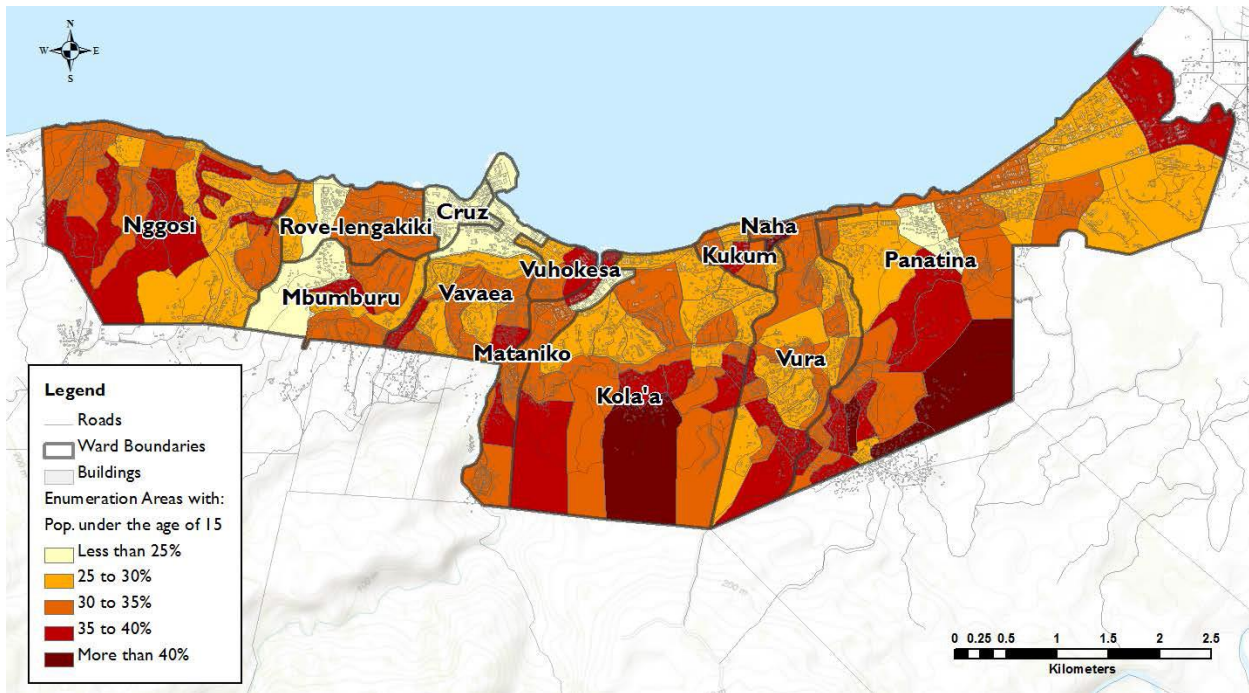 N
W E
S
Nggosi
Rove-lengakiki
Cruz
Mbumburu
Vavaea
Vuhokesa
Naha
Kukum
Panatina
Mataniko
Kola'a
Vura
Legend
Roads
Ward Boundaries
Buildings
Enumeration Areas with:
Pop. under the age of 15
Less than 25%
25 to 30%
30 to 35%
35 to 40%
More than 40%
200 m
0 0.25 0.5 1 1.5 2 2.5
Kilometers